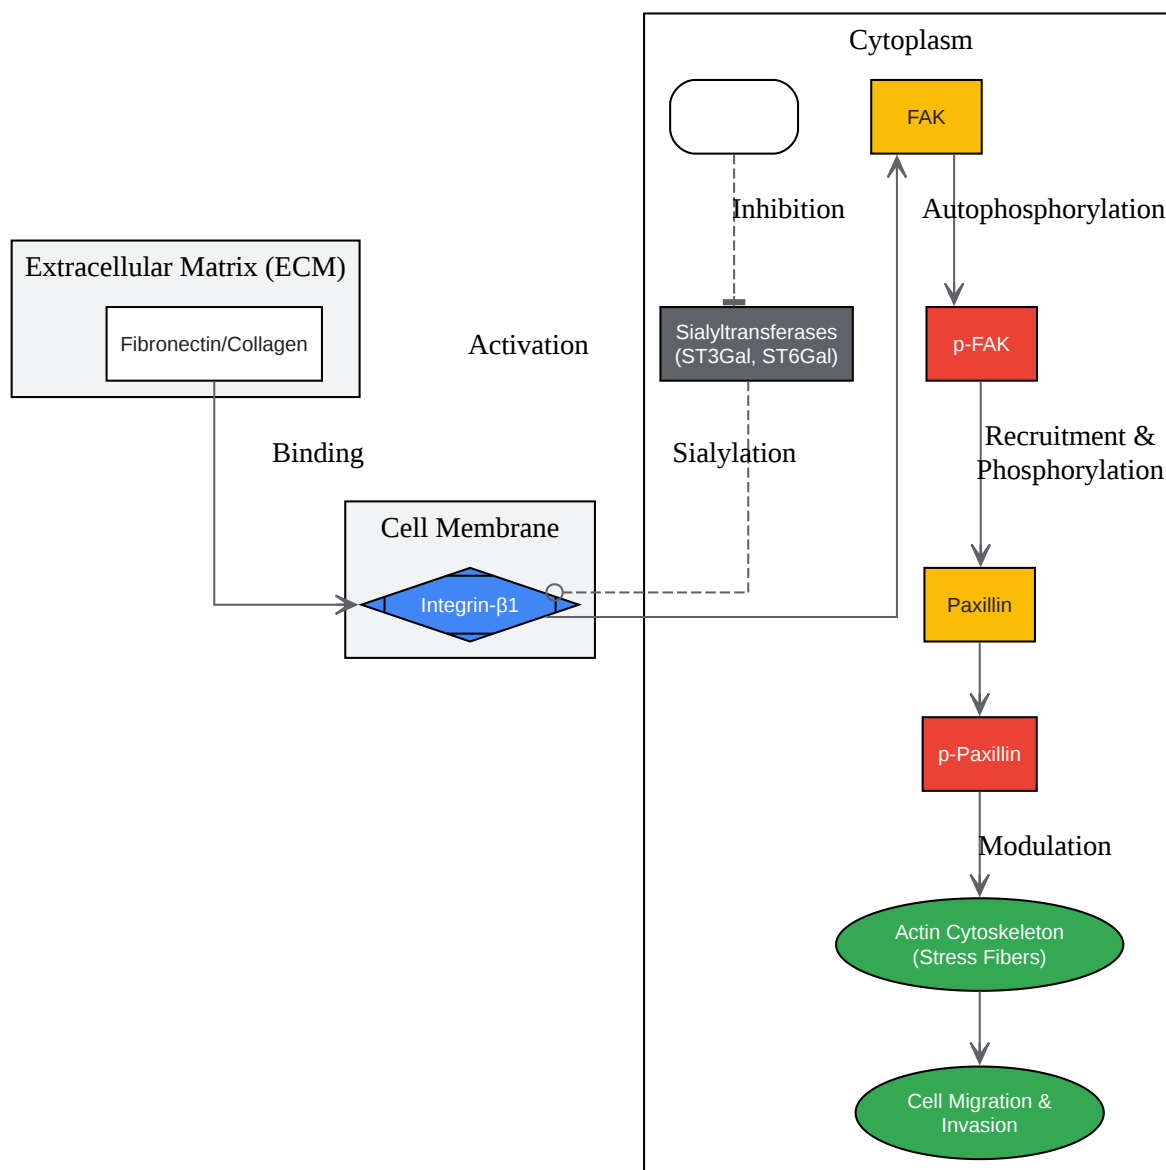 Cytoplasm
FAK
Inhibition
Autophosphorylation
Extracellular Matrix (ECM)
Fibronectin/Collagen
Activation
Sialyltransferases
(ST3Gal, ST6Gal)
p-FAK
Binding
Sialylation
Recruitment &
Phosphorylation
Cell Membrane
Integrin-β1
Paxillin
p-Paxillin
Modulation
Actin Cytoskeleton
(Stress Fibers)
Cell Migration &
Invasion